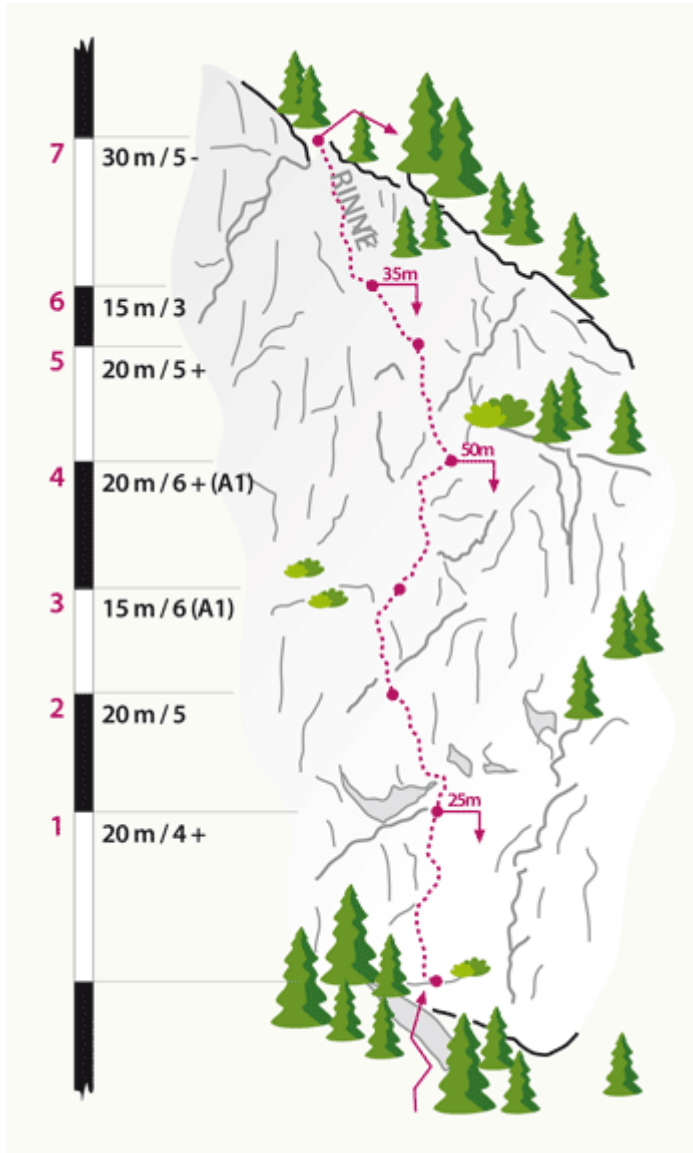 7
30 m / 5 -
RINNE
35m
6
15 m / 3
5
20 m / 5 +
50m
4
20 m / 6 + (A1)
3
15 m / 6 (A1)
2
20 m / 5
25m
1
20 m / 4 +